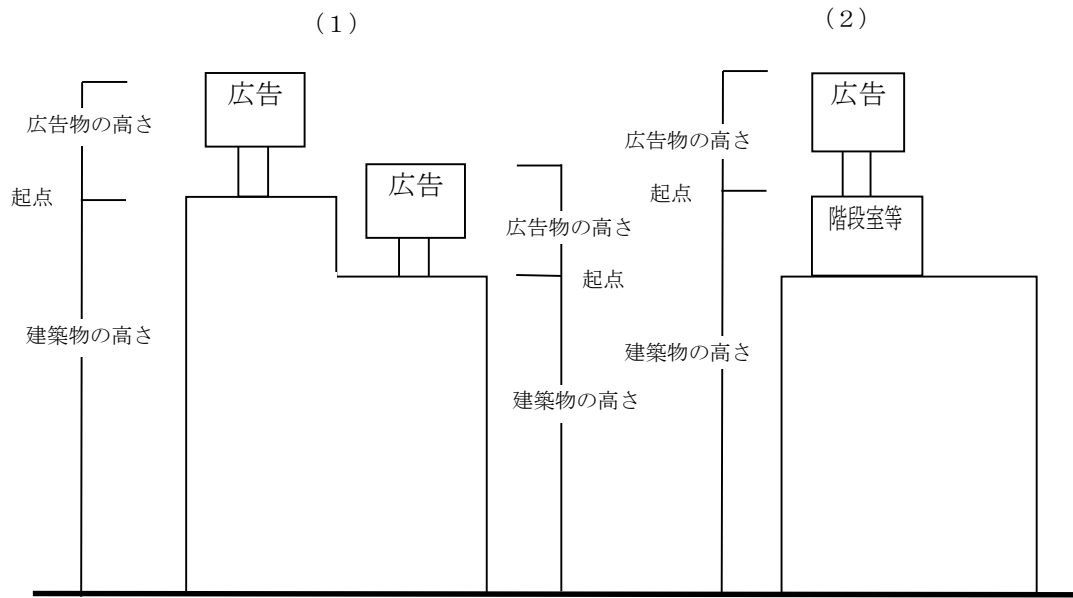 （１）
広告
広告物の高さ
起点
建築物の高さ
広告
広告物の高さ
起点
建築物の高さ
（２）
広告
広告物の高さ
起点
階段室等
建築物の高さ